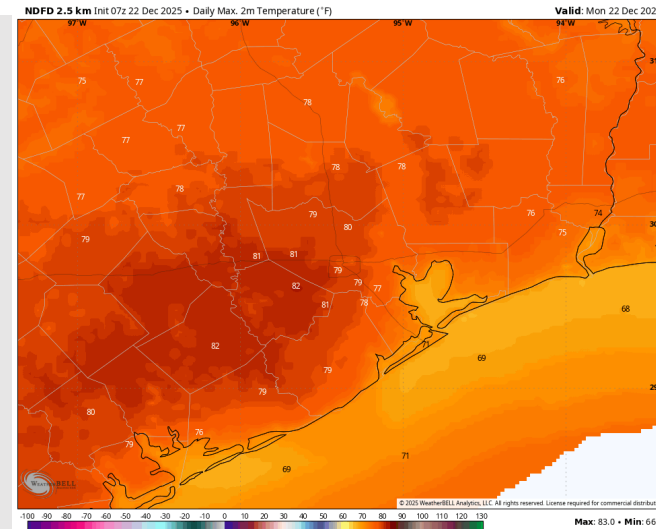 NDFD 2.5 km Init 07z 22 Dec 2025 • Daily Max. 2m Temperature (°F)
Valid: Mon 22 Dec 202
97°W 96°W 95°W 94°W
31
75 77 78 76
77 77
78 78
77 78
79 76 74
79 80 75 30
81 81
79
82 79 77
81 78
68
82 71 69
79
79 29
80
79 76
71
69
WeatherBELL
© 2025 WeatherBELL Analytics, LLC. All rights reserved. License required for commercial distribut
-100 -90 -80 -70 -60 -50 -40 -30 -20 -10 0 10 20 30 40 50 60 70 80 90 100 110 120 130
Max: 83.0 • Min: 66